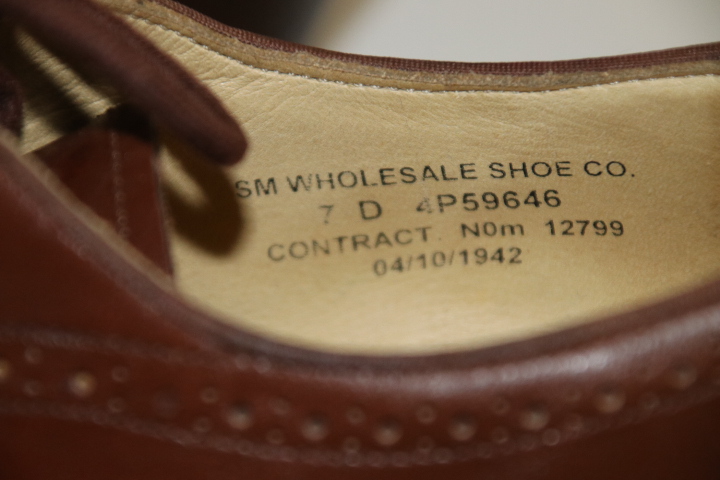 SM WHOLESALE SHOE CO.
7 D 4P59646
CONTRACT. N0m 12799
04/10/1942